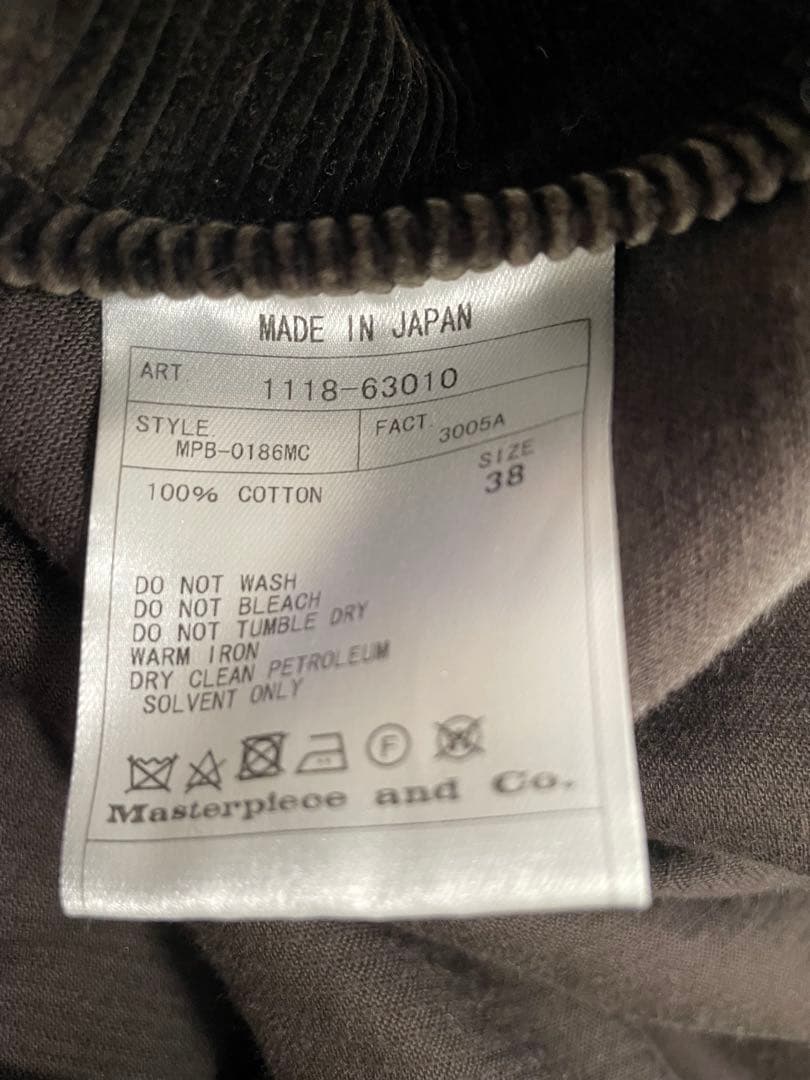 MADE IN JAPAN
ART. 1118-63010
STYLE FACT. 3005A
MPB-0186MC
SIZE
100% COTTON 38
DO NOT WASH
DO NOT BLEACH
DO NOT TUMBLE DRY
WARM IRON
DRY CLEAN PETROLEUM
SOLVENT ONLY
F W
Masterpiece and Co.